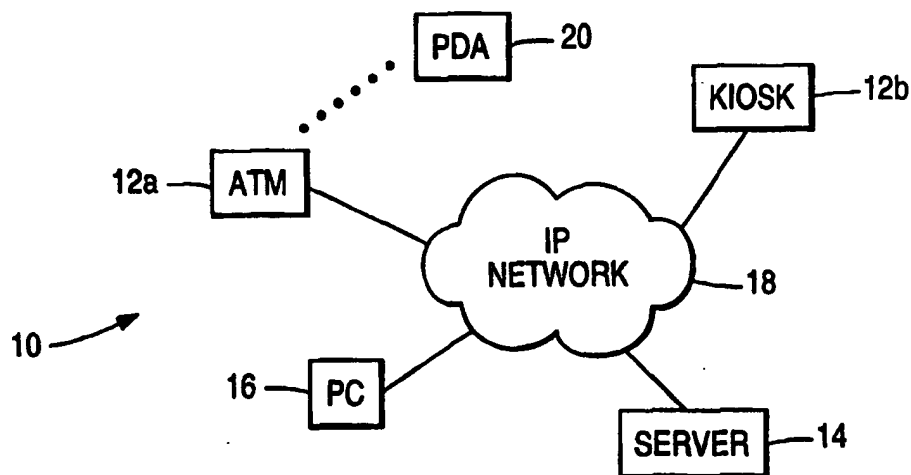 PDA
20
KIOSK
12b
12a
ATM
IP
NETWORK
18
10
16
PC
SERVER
14